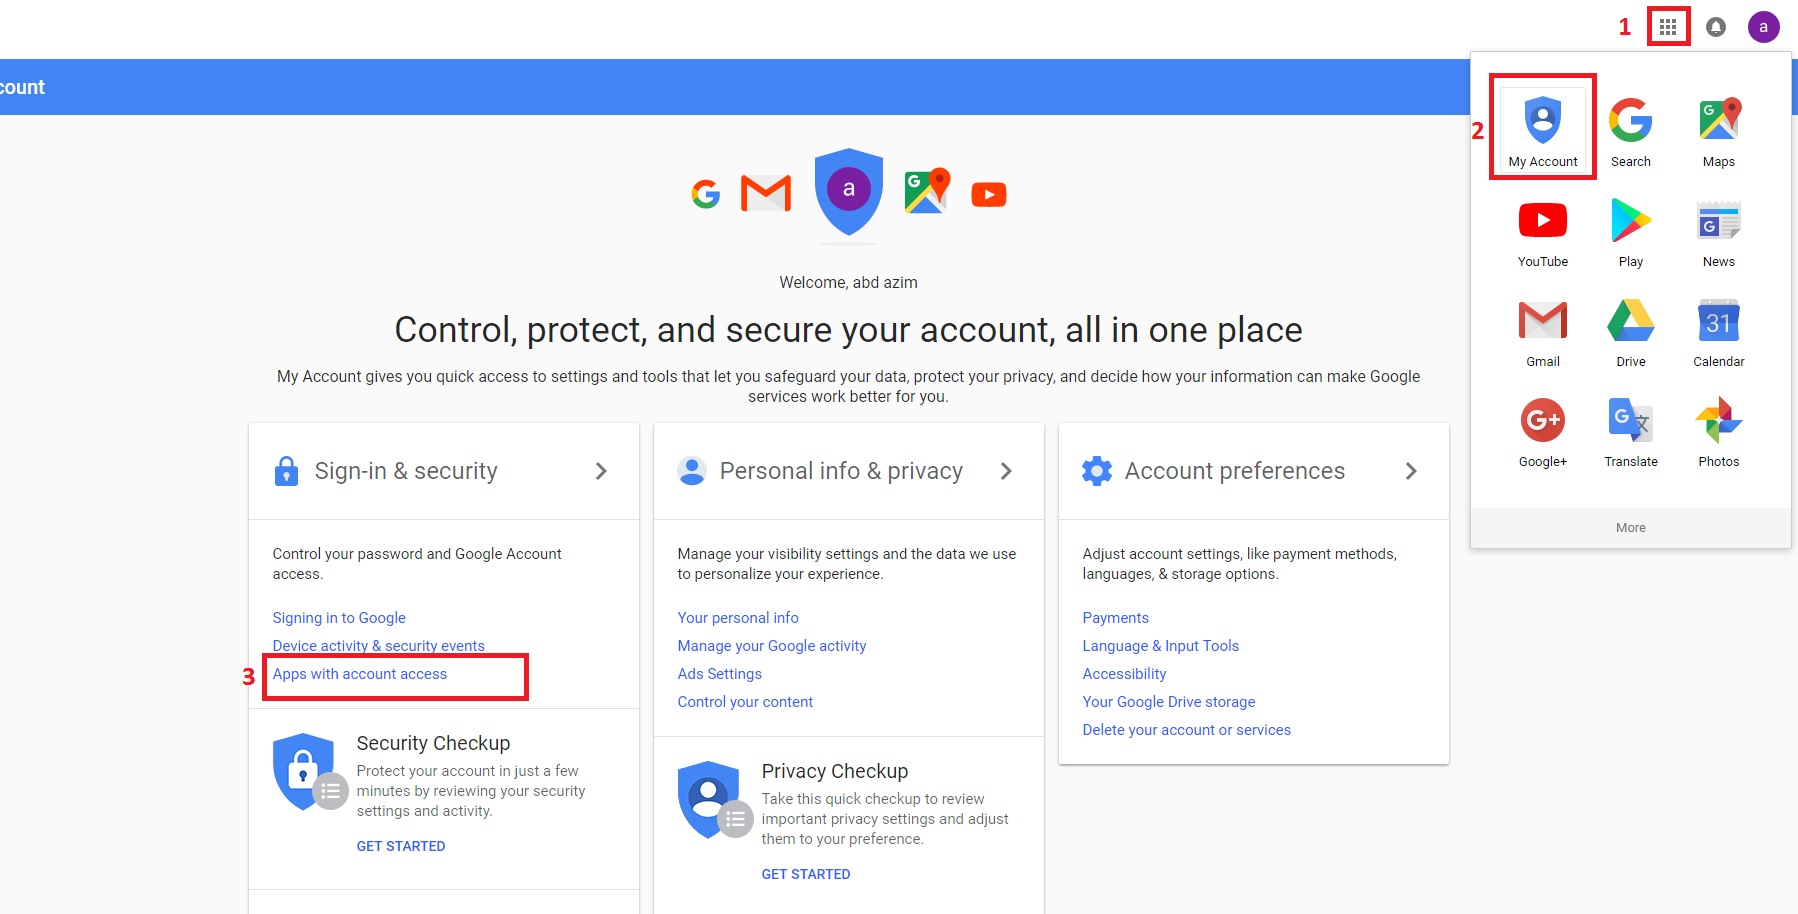 1
a
count
2
My Account
Search
Maps
YouTube
Play
News
Gmail
Drive
31
Calendar
G+
Google+
Translate
Photos
More
a
Welcome, abd azim
Control, protect, and secure your account, all in one place
My Account gives you quick access to settings and tools that let you safeguard your data, protect your privacy, and decide how your information can make Google
services work better for you.
Sign-in & security
Control your password and Google Account
access.
Signing in to Google
Device activity & security events
3
Apps with account access
Security Checkup
Protect your account in just a few
minutes by reviewing your security
settings and activity.
GET STARTED
Personal info & privacy
Manage your visibility settings and the data we use
to personalize your experience.
Your personal info
Manage your Google activity
Ads Settings
Control your content
Privacy Checkup
Take this quick checkup to review
important privacy settings and adjust
them to your preference.
GET STARTED
Account preferences
Adjust account settings, like payment methods,
languages, & storage options.
Payments
Language & Input Tools
Accessibility
Your Google Drive storage
Delete your account or services